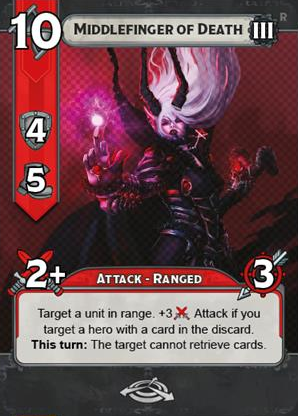 10
MIDDLEFINGER OF DEATH
III
R
4
5
2+
ATTACK - RANGED
3
Target a unit in range. +3 Attack if you
target a hero with a card in the discard.
This turn: The target cannot retrieve cards.